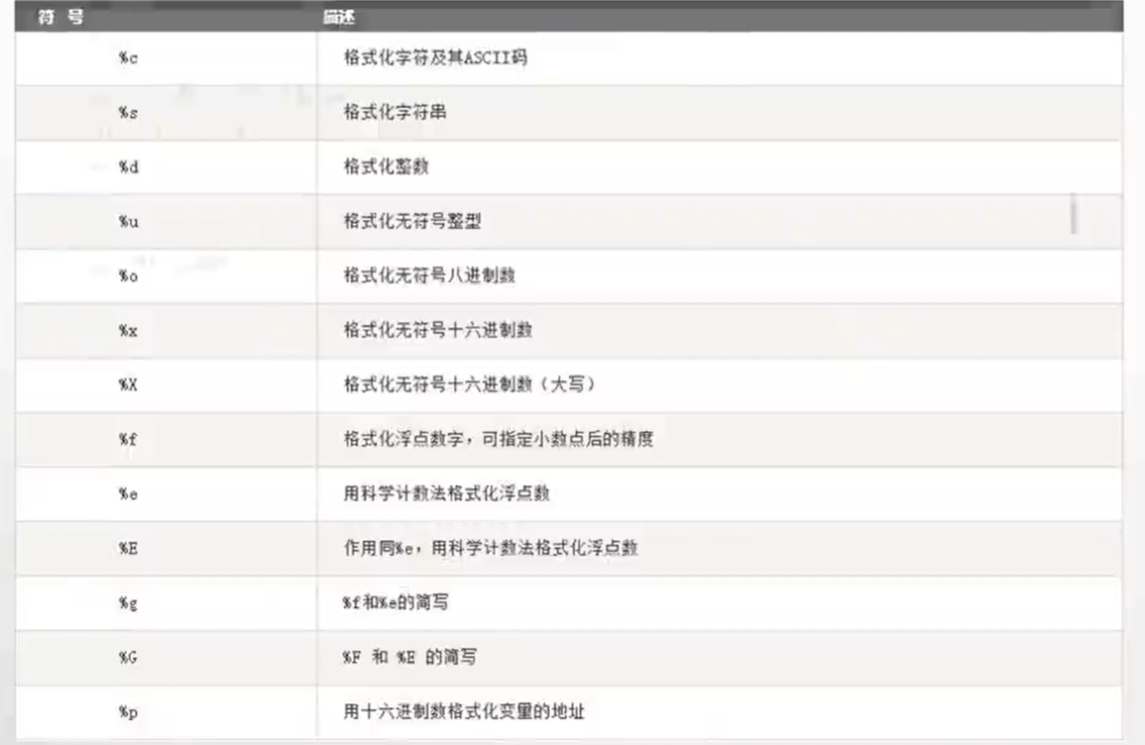 符 号 描述
%c 格式化字符及其ASCII码
%s 格式化字符串
%d 格式化整数
%u 格式化无符号整型
%o 格式化无符号八进制数
%x 格式化无符号十六进制数
%X 格式化无符号十六进制数（大写）
%f 格式化浮点数字，可指定小数点后的精度
%e 用科学计数法格式化浮点数
%E 作用同%e，用科学计数法格式化浮点数
%g %f和%e的简写
%G %F 和 %E 的简写
%p 用十六进制数格式化变量的地址